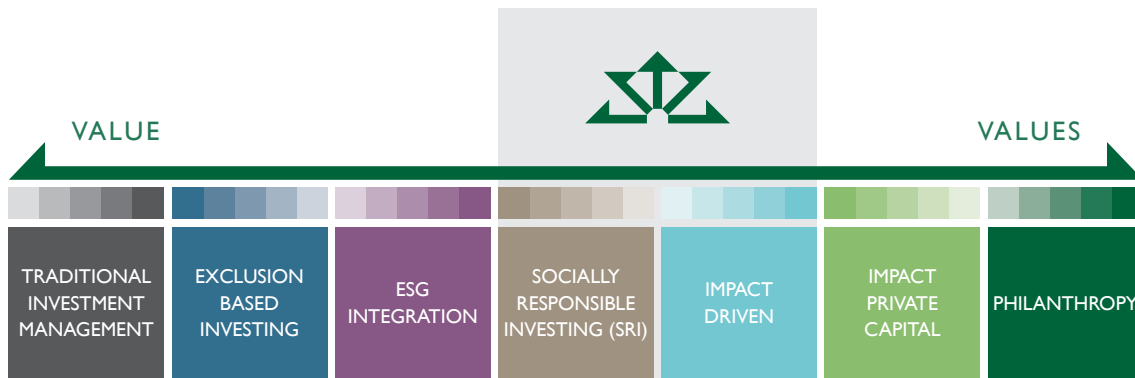 VALUE
VALUES
TRADITIONAL
INVESTMENT
MANAGEMENT
EXCLUSION
BASED
INVESTING
ESG
INTEGRATION
SOCIALLY
RESPONSIBLE
INVESTING (SRI)
IMPACT
DRIVEN
IMPACT
PRIVATE
CAPITAL
PHILANTHROPY